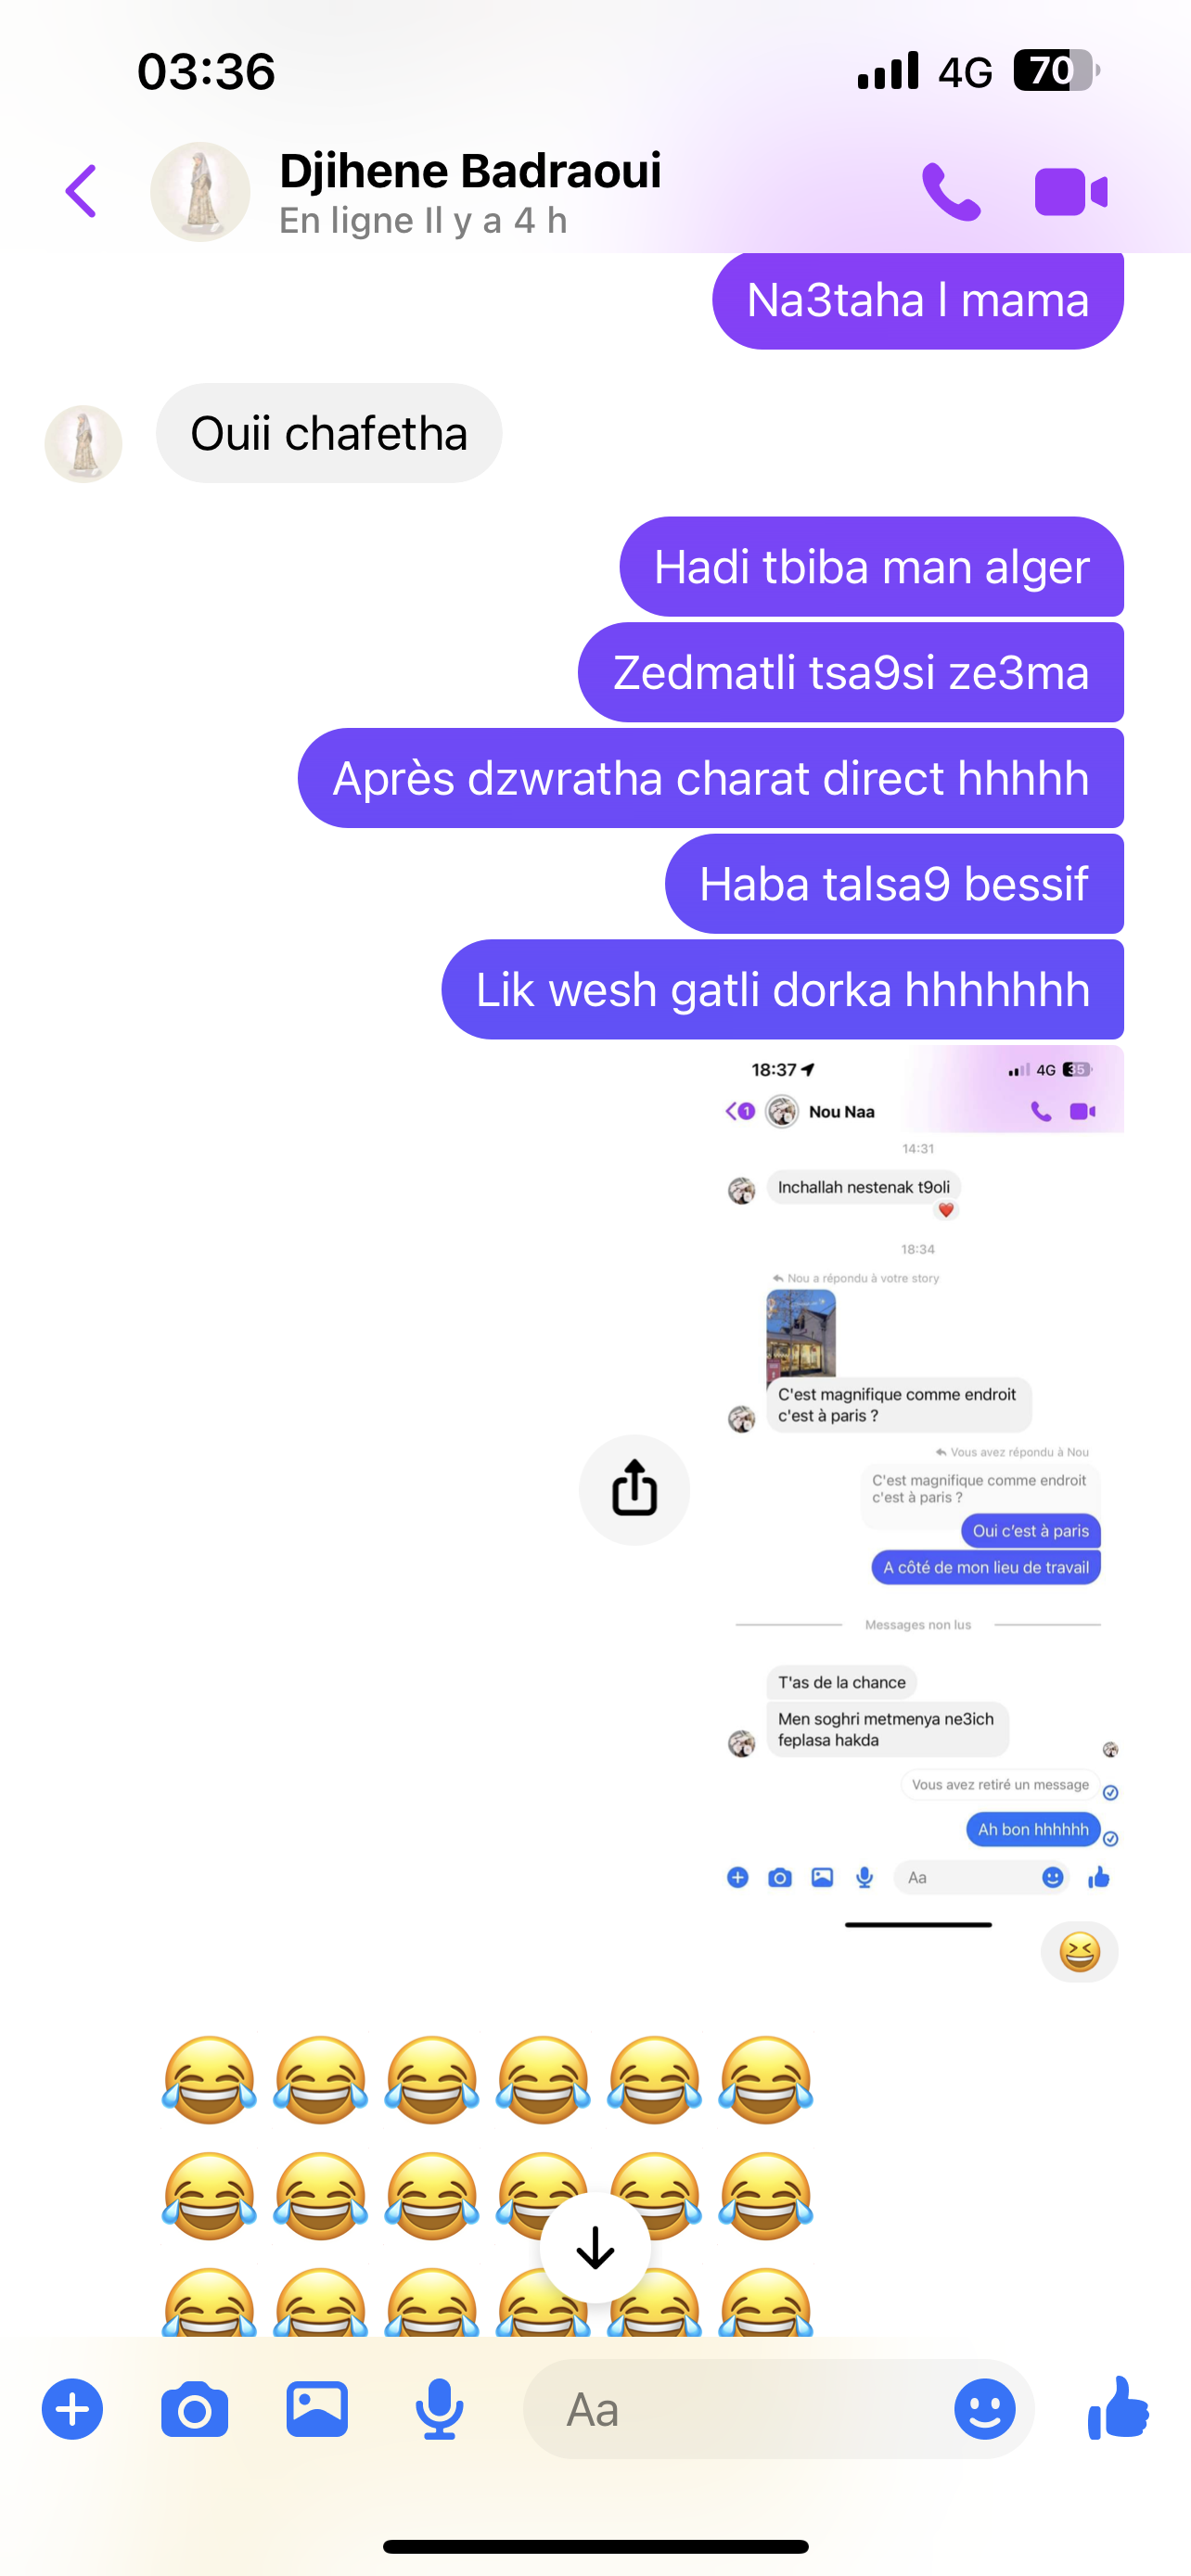 03:36
4G
70
Djihene Badraoui
En ligne Il y a 4 h
Na3taha l mama
Ouii chafetha
Hadi tbiba man alger
Zedmatli tsa9si ze3ma
Après dzwratha charat direct hhhhh
Haba talsa9 bessif
Lik wesh gatli dorka hhhhhhh
18:37
4G
35
1
Nou Naa
14:31
Inchallah nestenak t9oli
18:34
Nou a répondu à votre story
C'est magnifique comme endroit
c'est à paris ?
Vous avez répondu à Nou
C'est magnifique comme endroit
c'est à paris ?
Oui c'est à paris
A côté de mon lieu de travail
Messages non lus
T'as de la chance
Men soghri metmenya ne3ich
feplasa hakda
Vous avez retiré un message
Ah bon hhhhhh
Aa
Aa